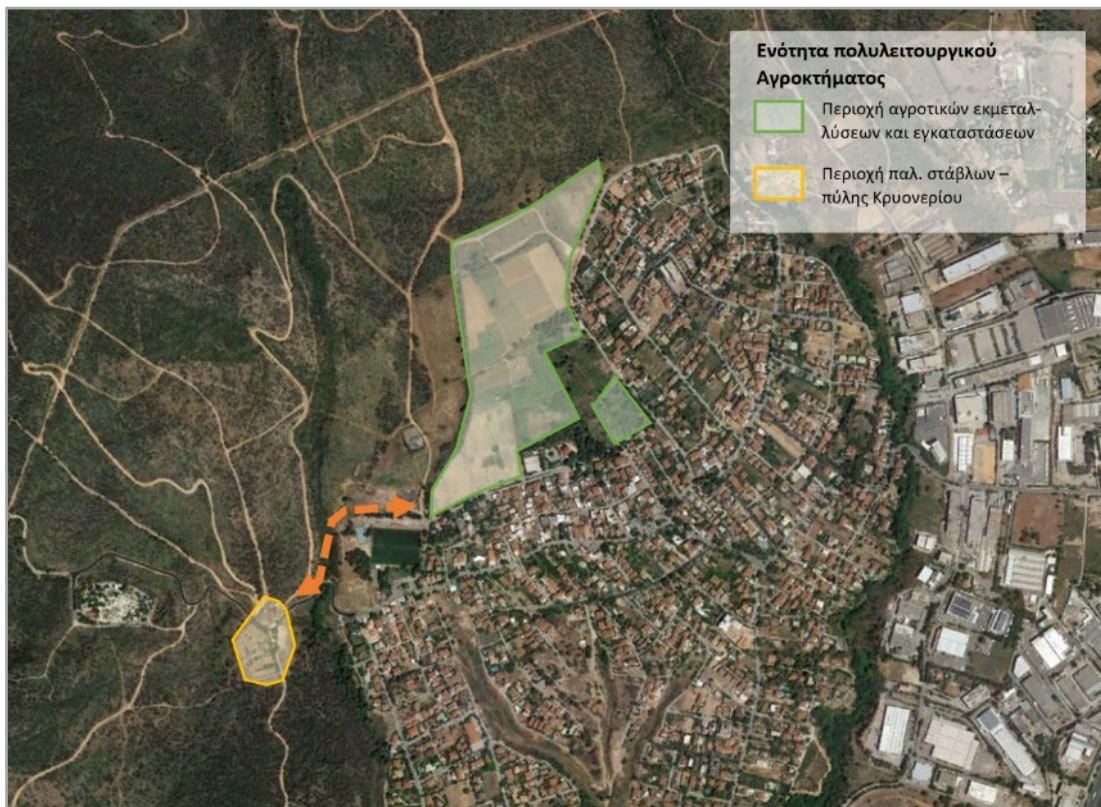 Ενότητα πολυλειτουργικού
Αγροκτήματος
Περιοχή αγροτικών εκμεταλ-
λύσεων και εγκαταστάσεων
Περιοχή παλ. στάβλων –
πύλης Κρυονερίου